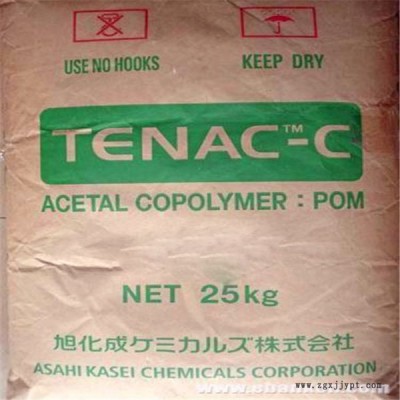 USE NO HOOKS
KEEP DRY
TENAC™-C
ACETAL COPOLYMER : POM
NET 25kg
旭化成ケミカルズ株式会社
ASAHI KASEI CHEMICALS CORPORATION
www.zgxjjypt.com